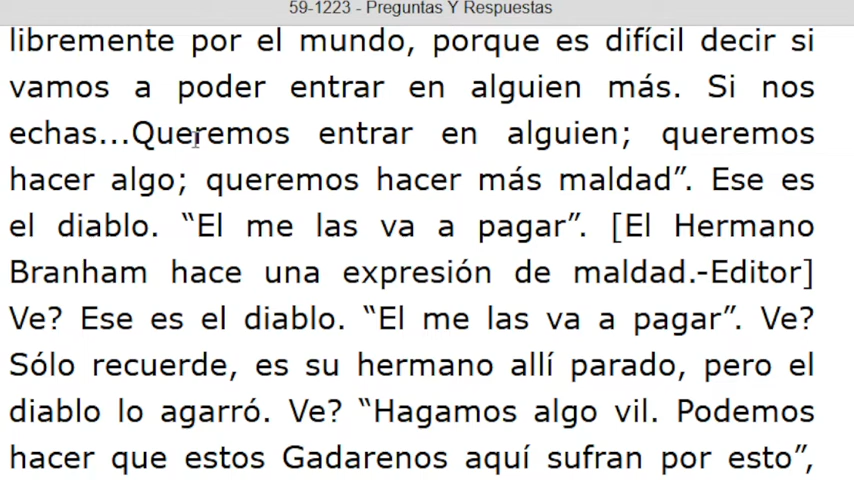 59-1223 - Preguntas Y Respuestas
libremente por el mundo, porque es difícil decir si
vamos a poder entrar en alguien más. Si nos
echas...Queremos entrar en alguien; queremos
hacer algo; queremos hacer más maldad”. Ese es
el diablo. “El me las va a pagar”. [El Hermano
Branham hace una expresión de maldad.-Editor]
Ve? Ese es el diablo. “El me las va a pagar”. Ve?
Sólo recuerde, es su hermano allí parado, pero el
diablo lo agarró. Ve? “Hagamos algo vil. Podemos
hacer que estos Gadarenos aquí sufran por esto”,